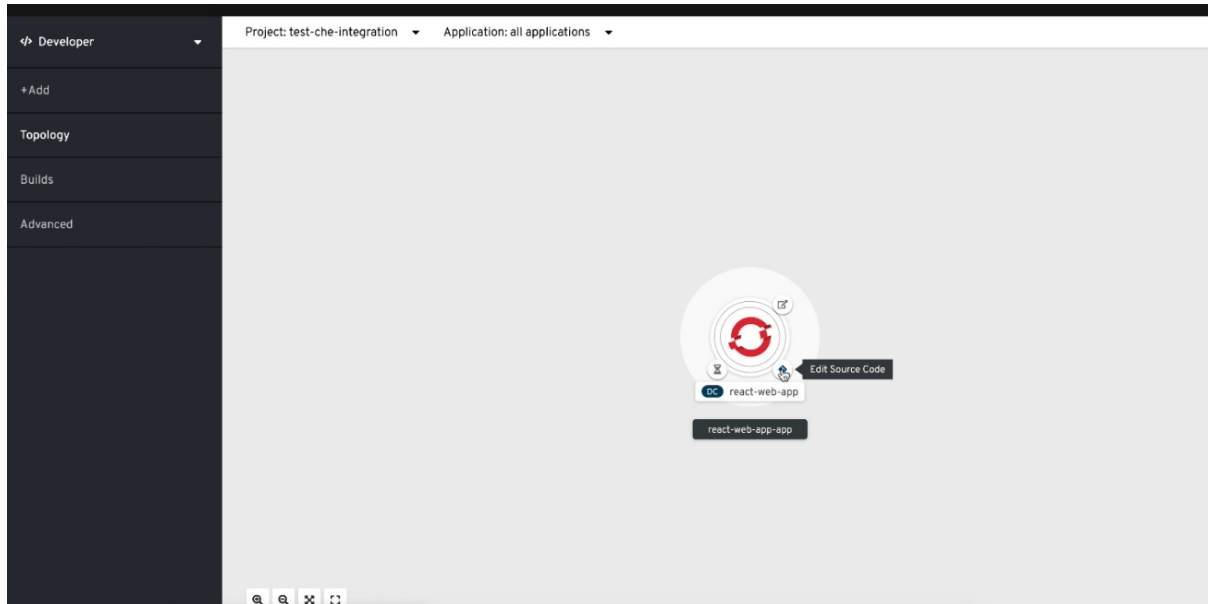 </> Developer
Project: test-che-integration
Application: all applications
+Add
Topology
Builds
Advanced
Edit Source Code
DC react-web-app
react-web-app-app